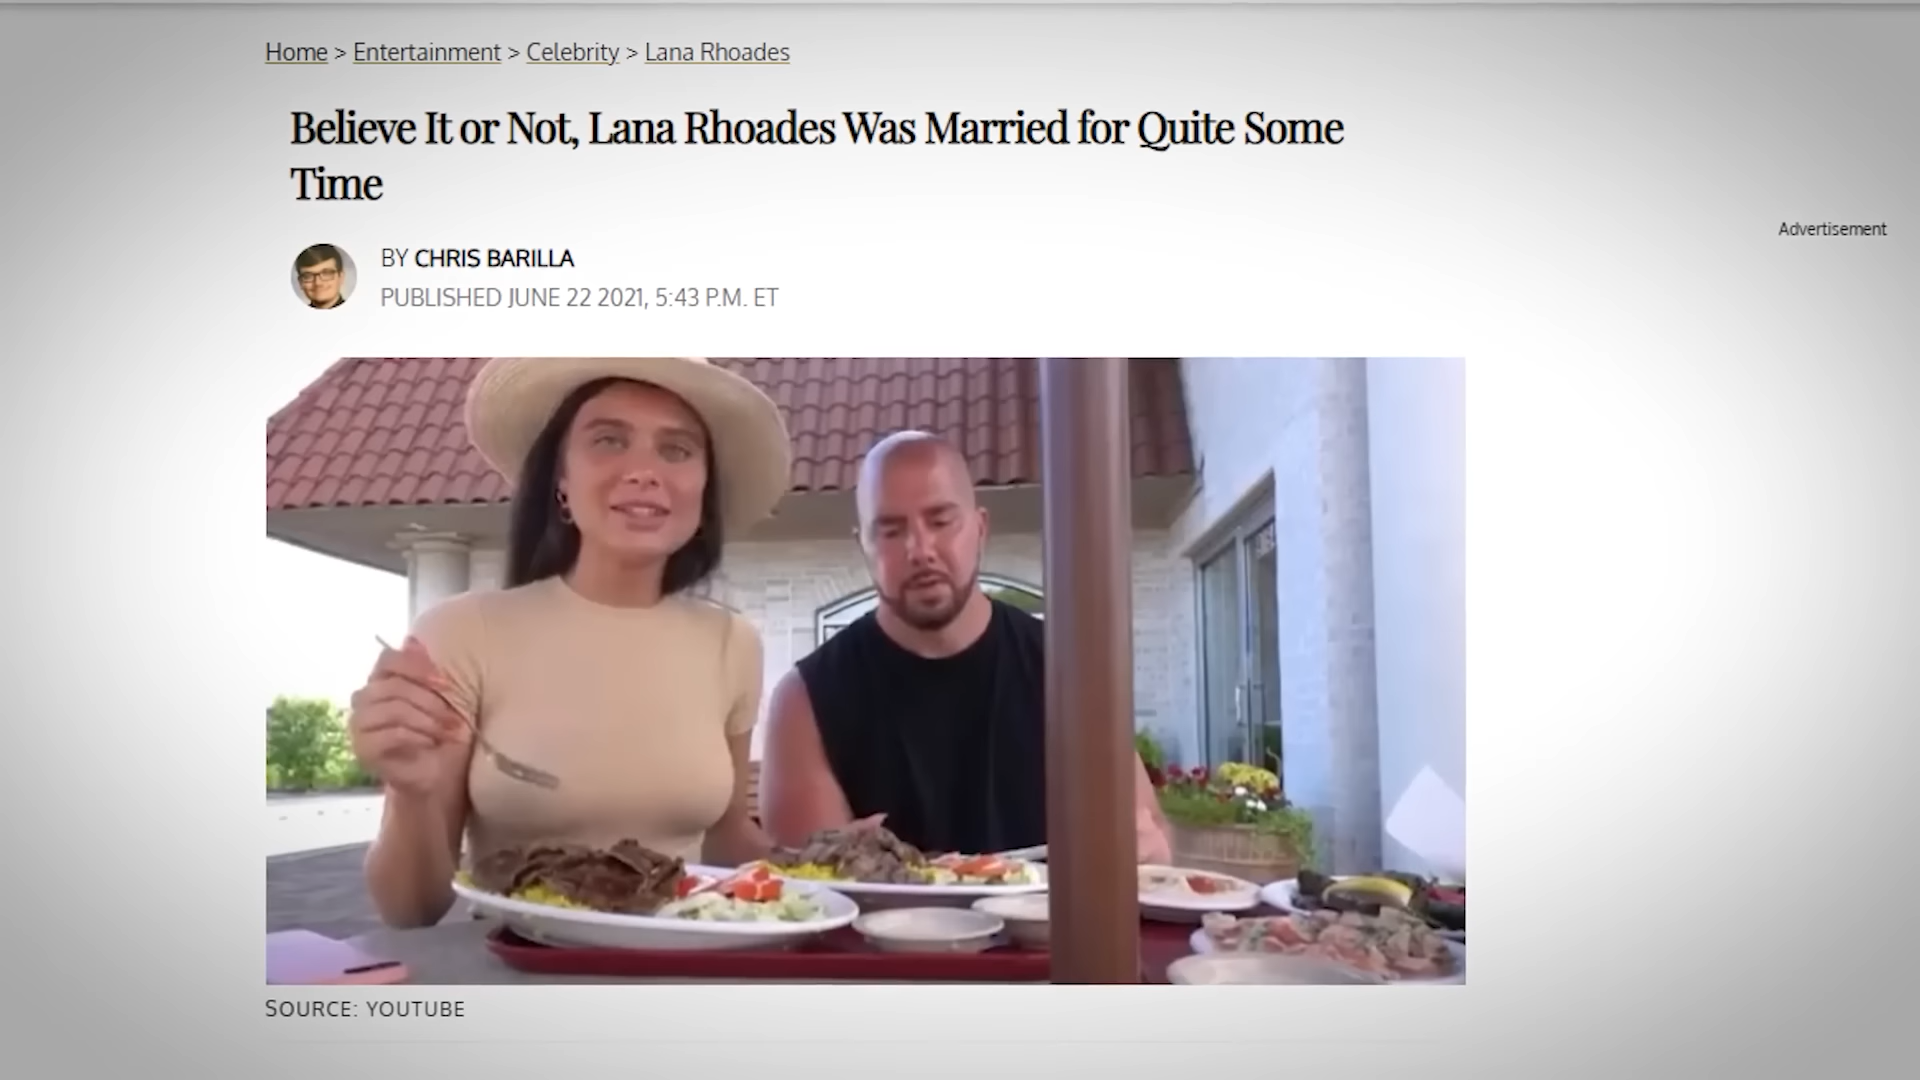 Home > Entertainment > Celebrity > Lana Rhoades
Believe It or Not, Lana Rhoades Was Married for Quite Some
Time
Advertisement
BY CHRIS BARILLA
PUBLISHED JUNE 22 2021, 5:43 P.M. ET
SOURCE: YOUTUBE